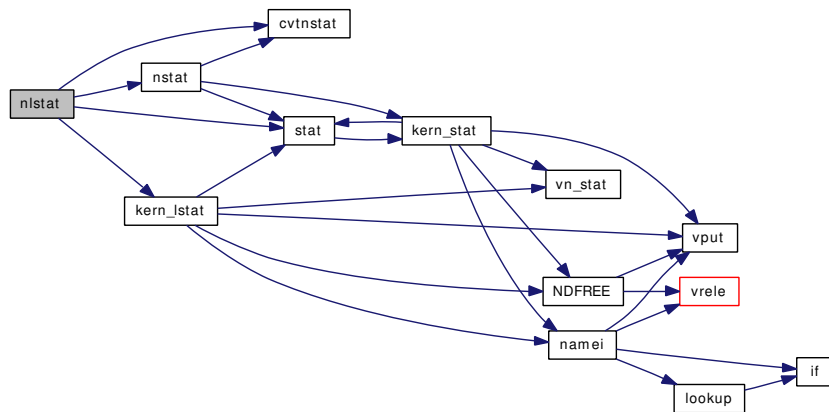 cvtnstat
nstat
nlstat
stat
kern_stat
vn_stat
kern_lstat
vput
NDFREE
vrele
namei
if
lookup